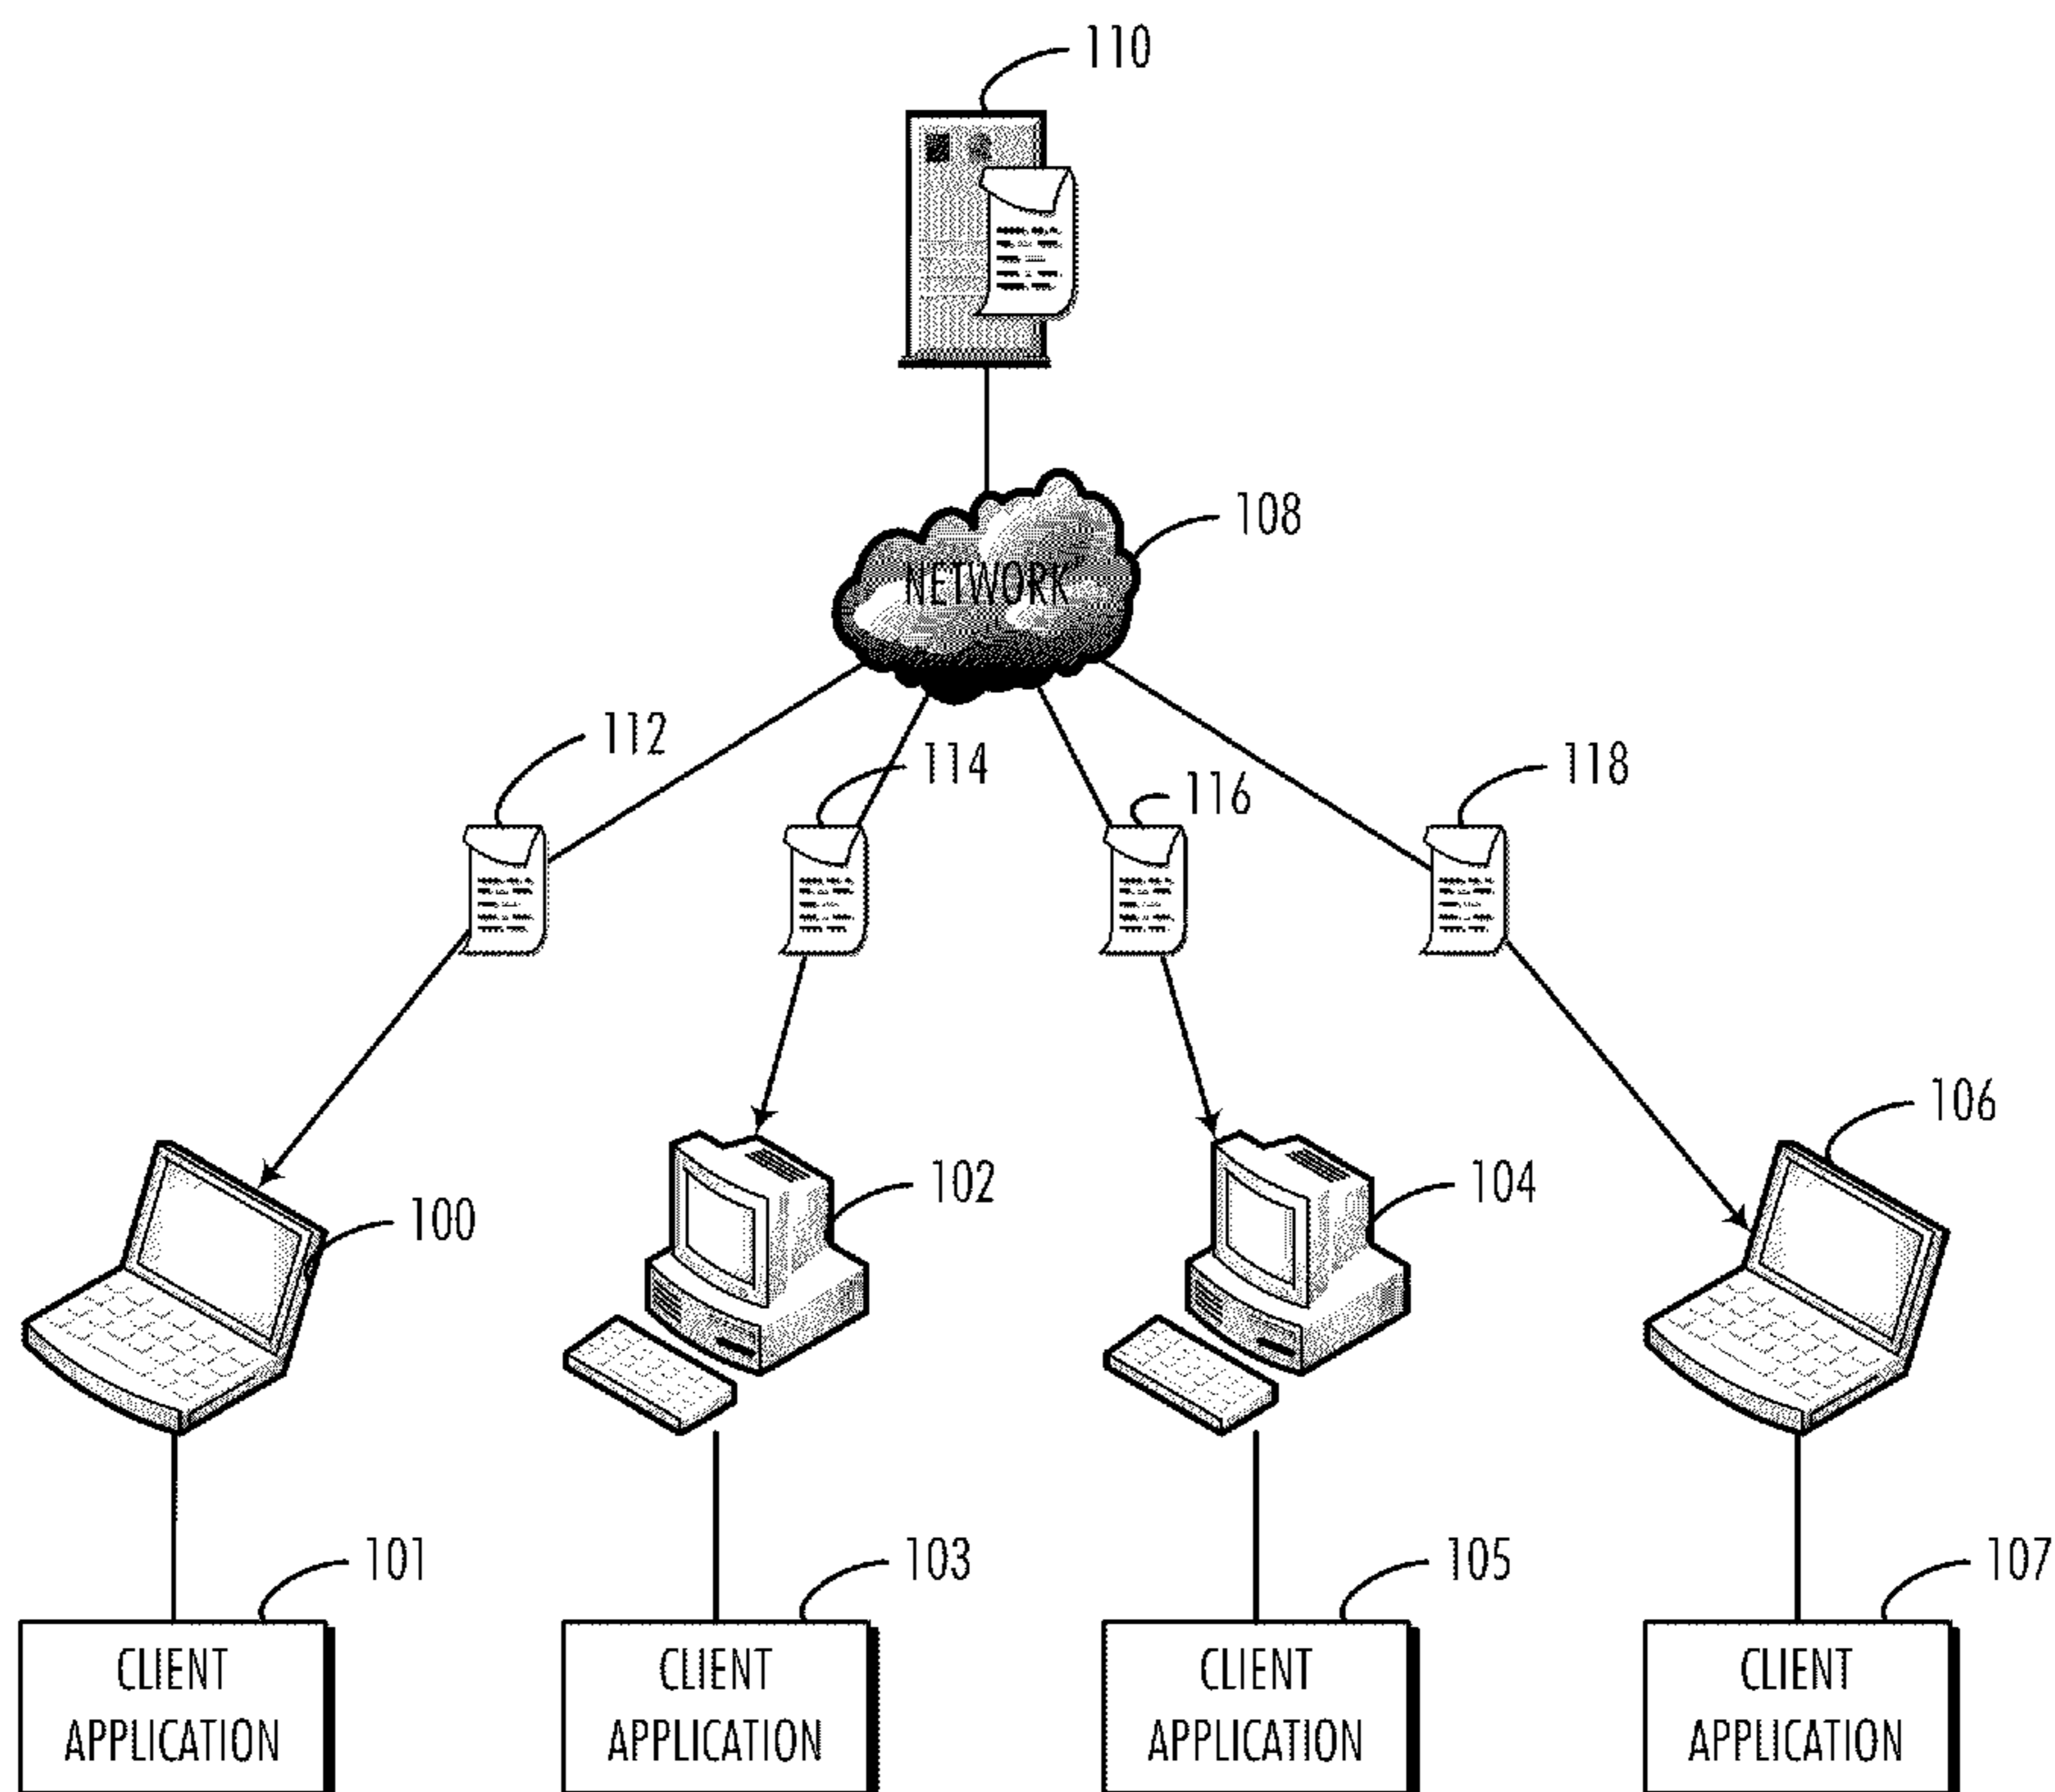 110
108
NETWORK
112
114
116
118
106
102
104
100
101
103
105
107
CLIENT
APPLICATION
CLIENT
APPLICATION
CLIENT
APPLICATION
CLIENT
APPLICATION